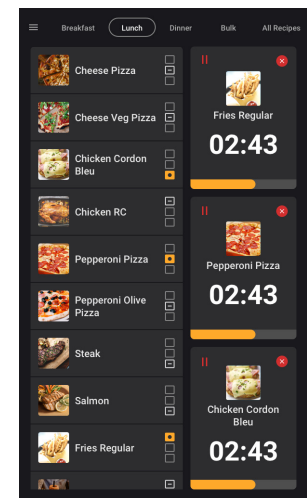 Breakfast
Lunch
Dinner
Bulk
All Recipes
Cheese Pizza
Cheese Veg Pizza
Chicken Cordon
Bleu
Chicken RC
Pepperoni Pizza
Pepperoni Olive
Pizza
Steak
Salmon
Fries Regular
Fries Regular
02:43
Pepperoni Pizza
02:43
Chicken Cordon
Bleu
02:43